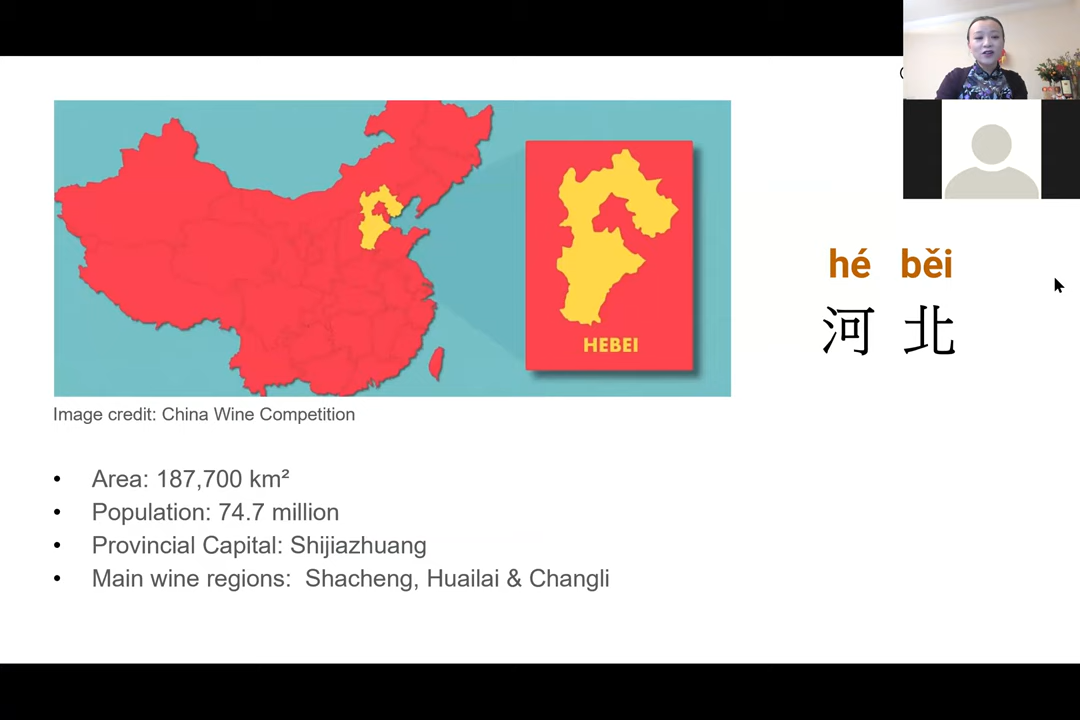 HEBEI
hé běi
河 北
Image credit: China Wine Competition
• Area: 187,700 km²
• Population: 74.7 million
• Provincial Capital: Shijiazhuang
• Main wine regions: Shacheng, Huailai & Changli